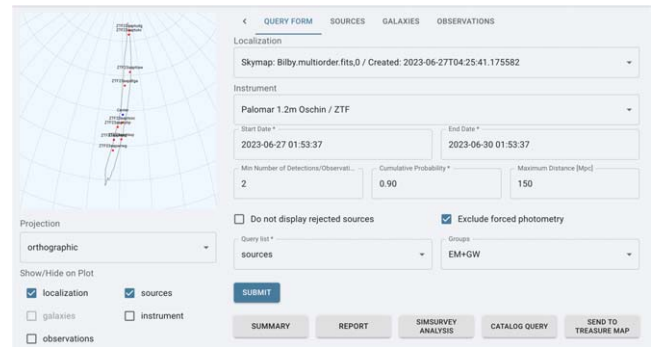 QUERY FORM SOURCES GALAXIES OBSERVATIONS
Localization
Skymap: Bilby.multiorder.fits,0 / Created: 2023-06-27T04:25:41.175582
Instrument
Palomar 1.2m Oschin / ZTF
Start Date * End Date *
2023-06-27 01:53:37 2023-06-30 01:53:37
Min Number of Detections/Observati... Cumulative Probability * Maximum Distance [Mpc]
2 0.90 150
Do not display rejected sources Exclude forced photometry
Query list * Groups
sources EM+GW
SUBMIT
SUMMARY REPORT SIMSURVEY ANALYSIS CATALOG QUERY SEND TO TREASURE MAP
Projection
orthographic
Show/Hide on Plot
localization sources
galaxies instrument
observations